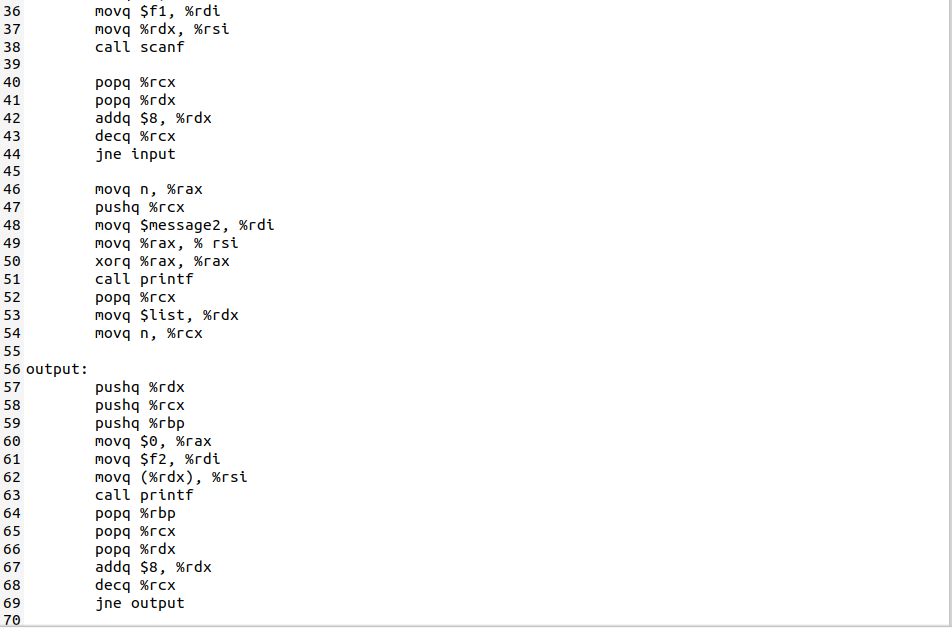 36 movq $f1, %rdi
37 movq %rdx, %rsi
38 call scanf
39
40 popq %rcx
41 popq %rdx
42 addq $8, %rdx
43 decq %rcx
44 jne input
45
46 movq n, %rax
47 pushq %rcx
48 movq $message2, %rdi
49 movq %rax, % rsi
50 xorq %rax, %rax
51 call printf
52 popq %rcx
53 movq $list, %rdx
54 movq n, %rcx
55
56 output:
57 pushq %rdx
58 pushq %rcx
59 pushq %rbp
60 movq $0, %rax
61 movq $f2, %rdi
62 movq (%rdx), %rsi
63 call printf
64 popq %rbp
65 popq %rcx
66 popq %rdx
67 addq $8, %rdx
68 decq %rcx
69 jne output
70